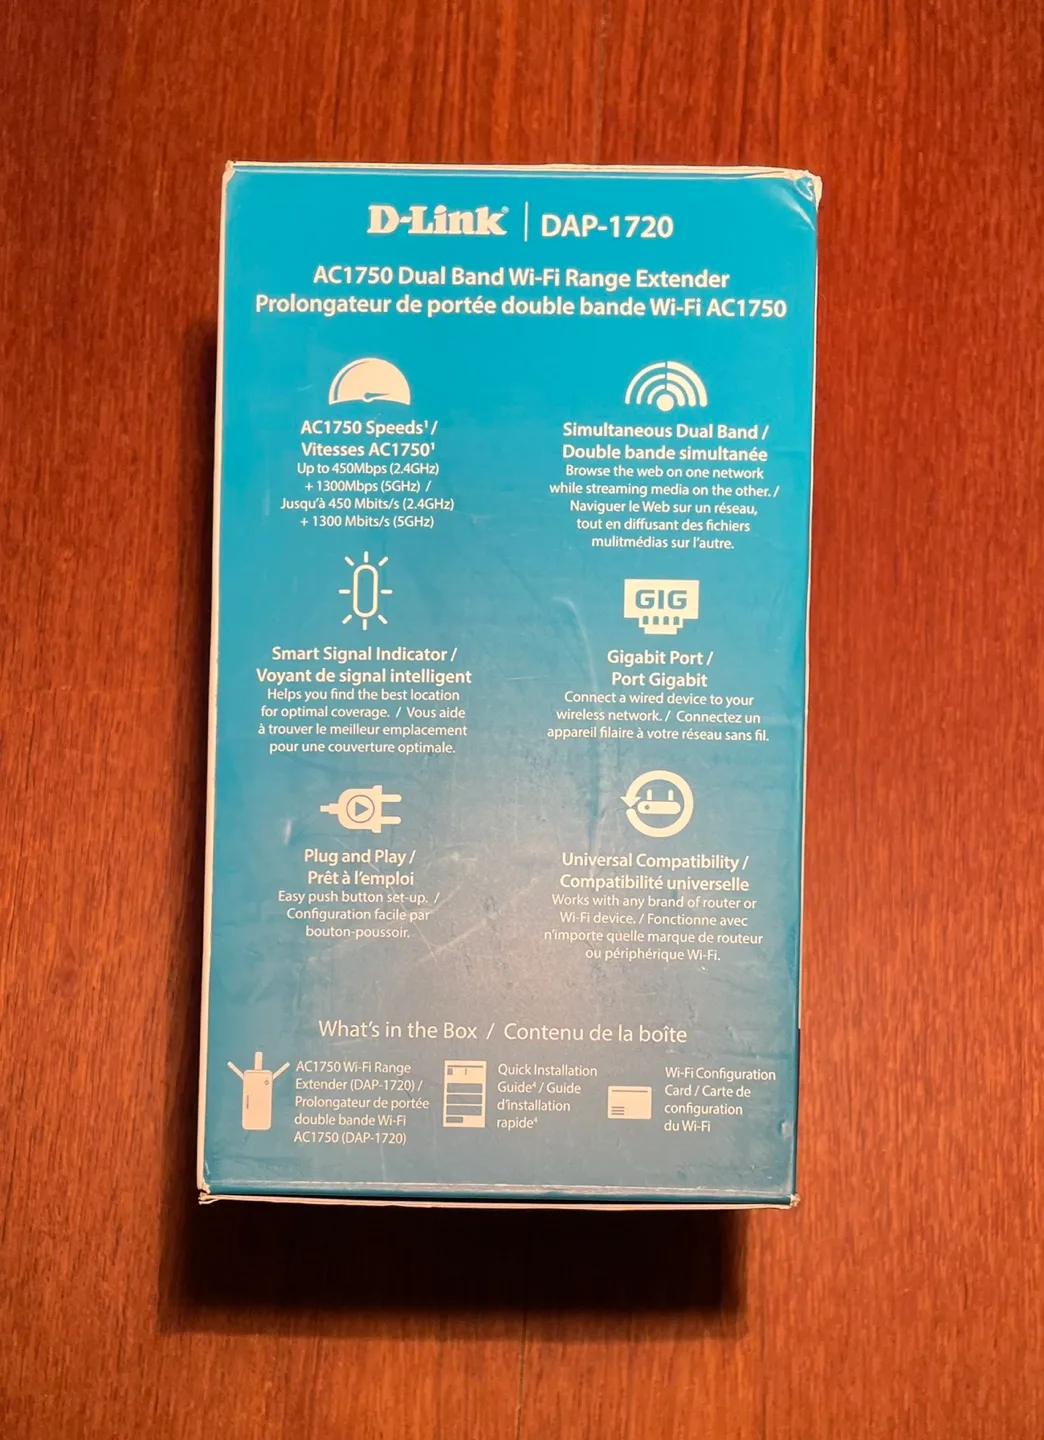 D-Link® | DAP-1720
AC1750 Dual Band Wi-Fi Range Extender
Prolongateur de portée double bande Wi-Fi AC1750
AC1750 Speeds¹ /
Vitesses AC1750¹
Up to 450Mbps (2.4GHz)
+ 1300Mbps (5GHz) /
Jusqu'à 450 Mbits/s (2.4GHz)
+ 1300 Mbits/s (5GHz)
Simultaneous Dual Band /
Double bande simultanée
Browse the web on one network
while streaming media on the other. /
Naviguer le Web sur un réseau,
tout en diffusant des fichiers
mulitmédias sur l'autre.
Smart Signal Indicator /
Voyant de signal intelligent
Helps you find the best location
for optimal coverage. / Vous aide
à trouver le meilleur emplacement
pour une couverture optimale.
GIG
Gigabit Port /
Port Gigabit
Connect a wired device to your
wireless network. / Connectez un
appareil filaire à votre réseau sans fil.
Plug and Play /
Prêt à l'emploi
Easy push button set-up. /
Configuration facile par
bouton-poussoir.
Universal Compatibility /
Compatibilité universelle
Works with any brand of router or
Wi-Fi device. / Fonctionne avec
n'importe quelle marque de routeur
ou périphérique Wi-Fi.
What's in the Box / Contenu de la boîte
AC1750 Wi-Fi Range
Extender (DAP-1720) /
Prolongateur de portée
double bande Wi-Fi
AC1750 (DAP-1720)
Quick Installation
Guide⁴ / Guide
d'installation
rapide⁴
Wi-Fi Configuration
Card / Carte de
configuration
du Wi-Fi